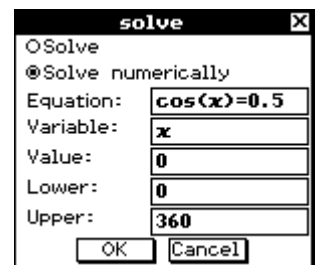 solve X
Solve
Solve numerically
Equation: cos(x)=0.5
Variable: x
Value: 0
Lower: 0
Upper: 360
OK Cancel